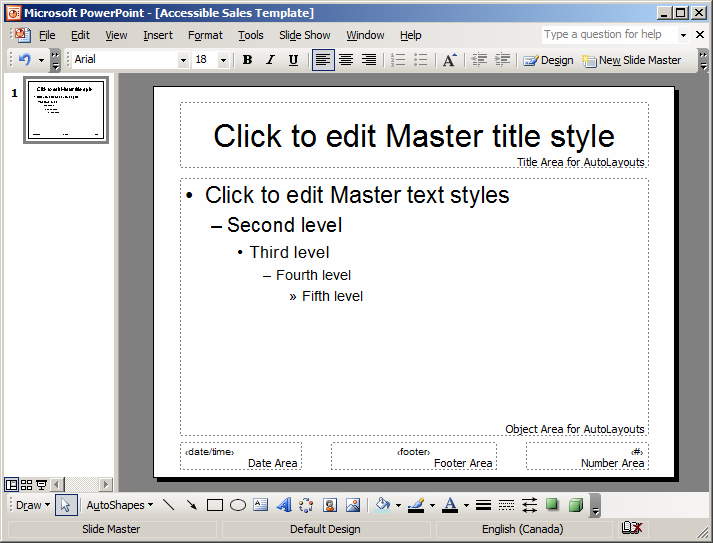 Microsoft PowerPoint - [Accessible Sales Template]
File Edit View Insert Format Tools Slide Show Window Help Type a question for help
Arial 18 B I U S A Design New Slide Master
1
Click to edit Master title style
Title Area for AutoLayouts
• Click to edit Master text styles
– Second level
• Third level
– Fourth level
» Fifth level
Object Area for AutoLayouts
‹date/time› ‹footer› ‹#›
Date Area Footer Area Number Area
Draw AutoShapes A A
Slide Master Default Design English (Canada)